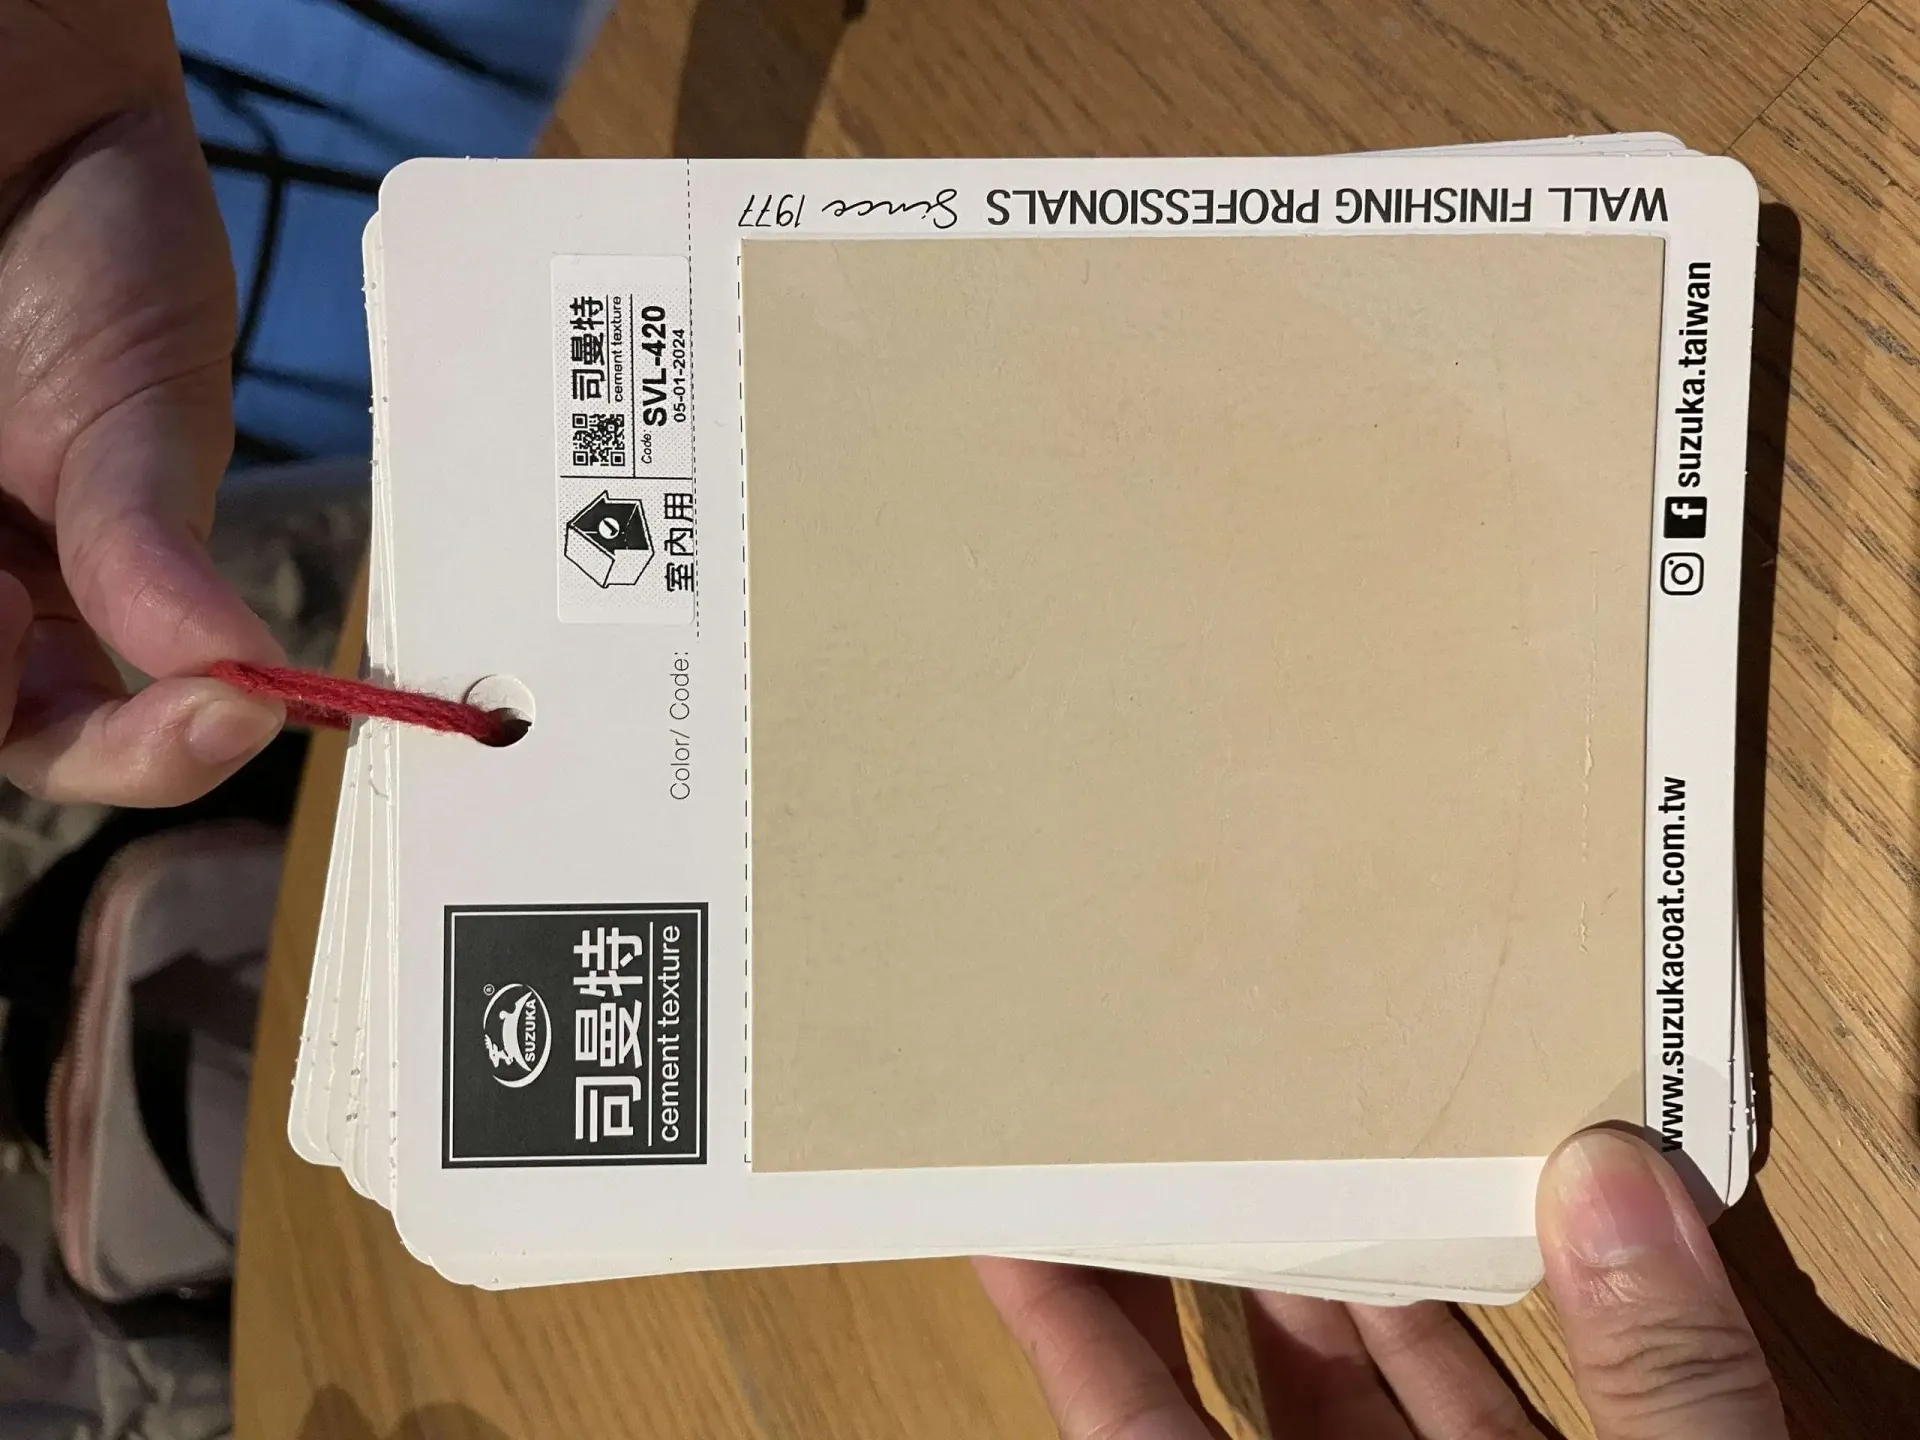 SUZUKA®
司曼特
cement texture
Color/ Code:
室內用
司曼特
cement texture
Code:
SVL-420
05-01-2024
WALL FINISHING PROFESSIONALS Since 1977
www.suzukacoat.com.tw
suzuka.taiwan